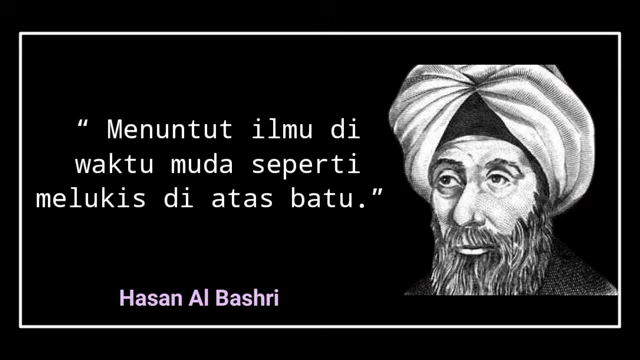 “ Menuntut ilmu di
waktu muda seperti
melukis di atas batu.”
Hasan Al Bashri